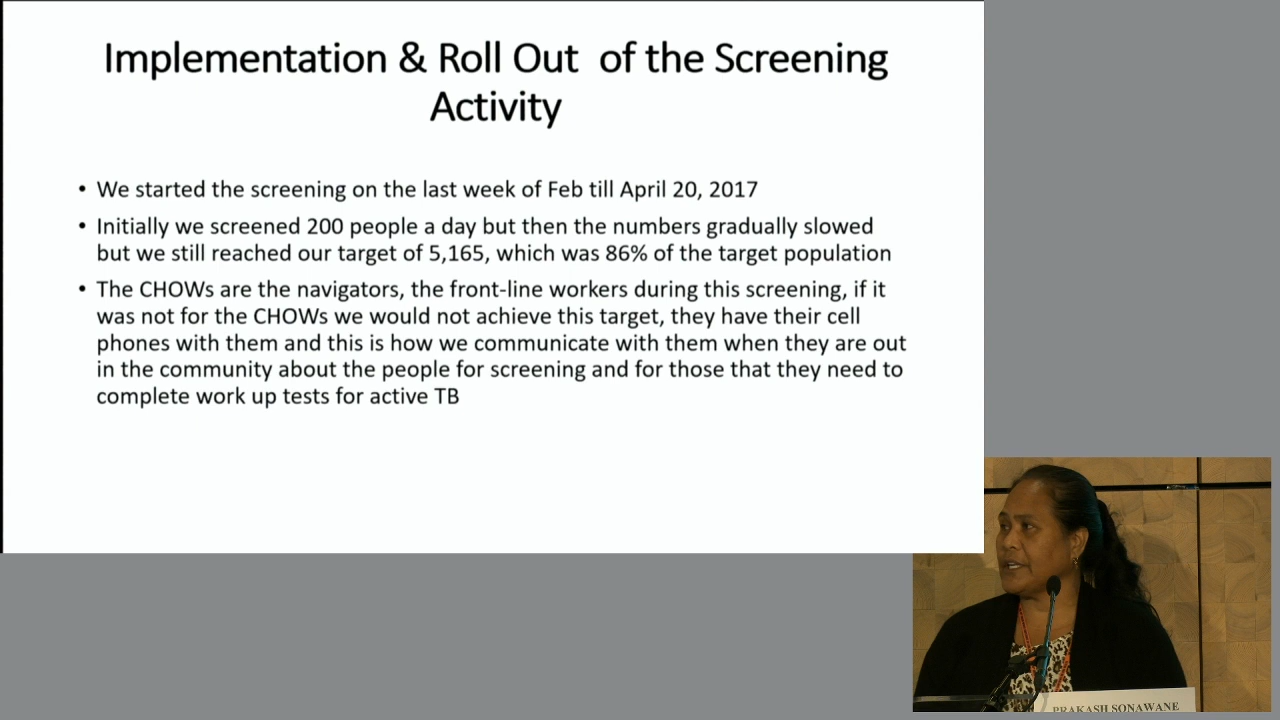 Implementation & Roll Out of the Screening
Activity
• We started the screening on the last week of Feb till April 20, 2017
• Initially we screened 200 people a day but then the numbers gradually slowed
but we still reached our target of 5,165, which was 86% of the target population
• The CHOWs are the navigators, the front-line workers during this screening, if it
was not for the CHOWs we would not achieve this target, they have their cell
phones with them and this is how we communicate with them when they are out
in the community about the people for screening and for those that they need to
complete work up tests for active TB
PRAKASH SONAWANE